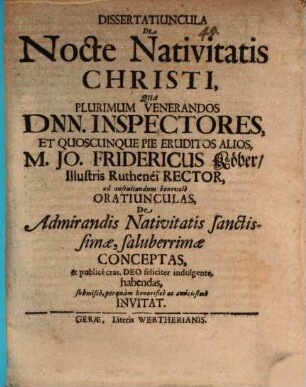 DISSERTATIUNCULA
De
Nocte Nativitatis
CHRISTI,
Quâ
PLURIMUM VENERANDOS
DNN. INSPECTORES,
ET QUOSCUNQUE PIE ERUDITOS ALIOS,
M. JO. FRIDERICUS Köber/
Illustris Rutheneï RECTOR,
ad auscultandum benevolè
ORATIUNCULAS,
De
Admirandis Nativitatis sanctis-
simæ, saluberrimæ
CONCEPTAS,
& publicè cras, DEO feliciter indulgente,
habendas,
submissè, perquàm honorificè ac
INVITAT.
GERÆ, Literis WERTHERIANIS.